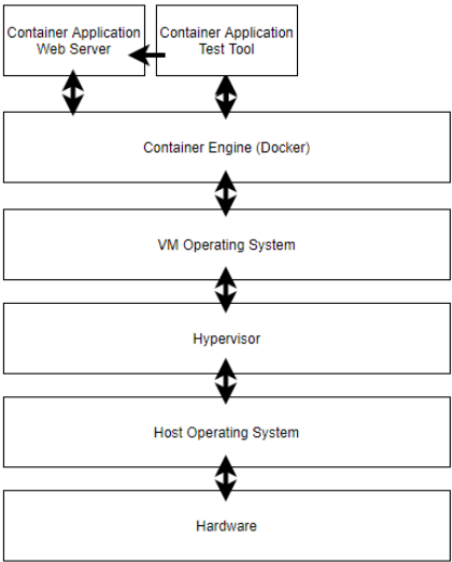 Container Application
Web Server
Container Application
Test Tool
Container Engine (Docker)
VM Operating System
Hypervisor
Host Operating System
Hardware